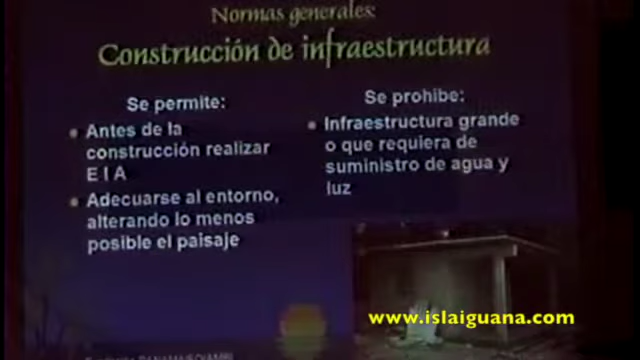 Normas generales:
Construcción de infraestructura
Se permite:
• Antes de la
construcción realizar
E I A
• Adecuarse al entorno,
alterando lo menos
posible el paisaje
Se prohibe:
• Infraestructura grande
o que requiera de
suministro de agua y
luz
www.islaiguana.com